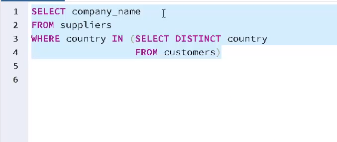 1 SELECT company_name
2 FROM suppliers
3 WHERE country IN (SELECT DISTINCT country
4 FROM customers)
5
6